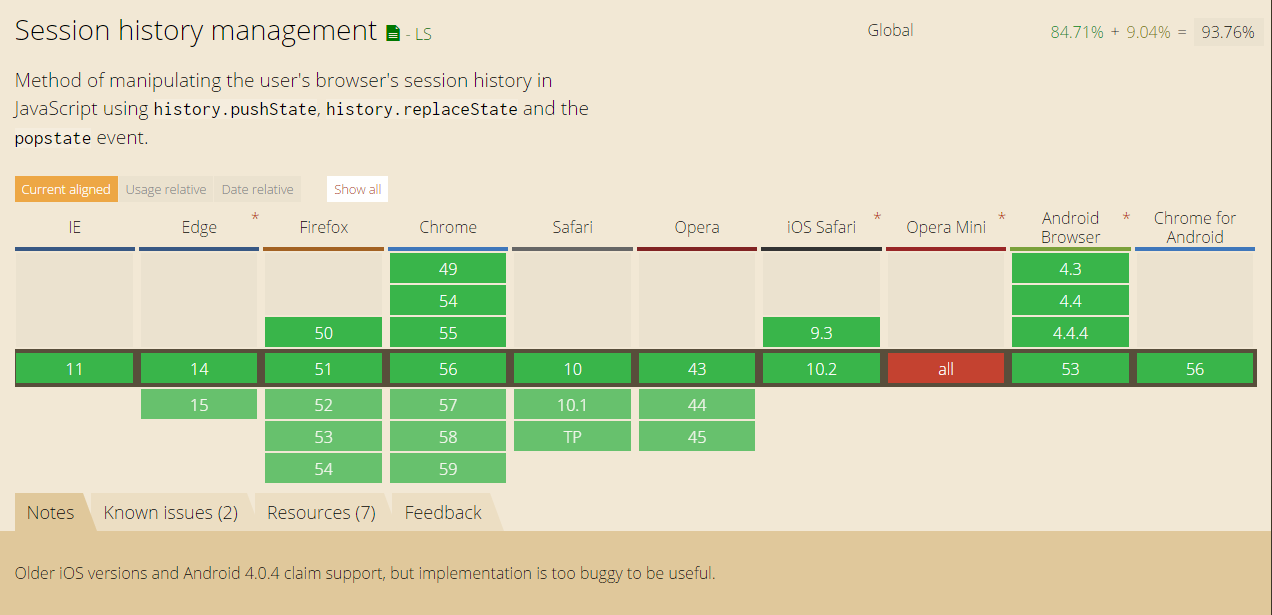 Session history management - LS
Global 84.71% + 9.04% = 93.76%
Method of manipulating the user's browser's session history in
JavaScript using history.pushState, history.replaceState and the
popstate event.
Current aligned Usage relative Date relative Show all
IE Edge * Firefox Chrome Safari Opera iOS Safari * Opera Mini * Android Browser * Chrome for Android
49 4.3
54 4.4
50 55 9.3 4.4.4
11 14 51 56 10 43 10.2 all 53 56
15 52 57 10.1 44
53 58 TP 45
54 59
Notes Known issues (2) Resources (7) Feedback
Older iOS versions and Android 4.0.4 claim support, but implementation is too buggy to be useful.